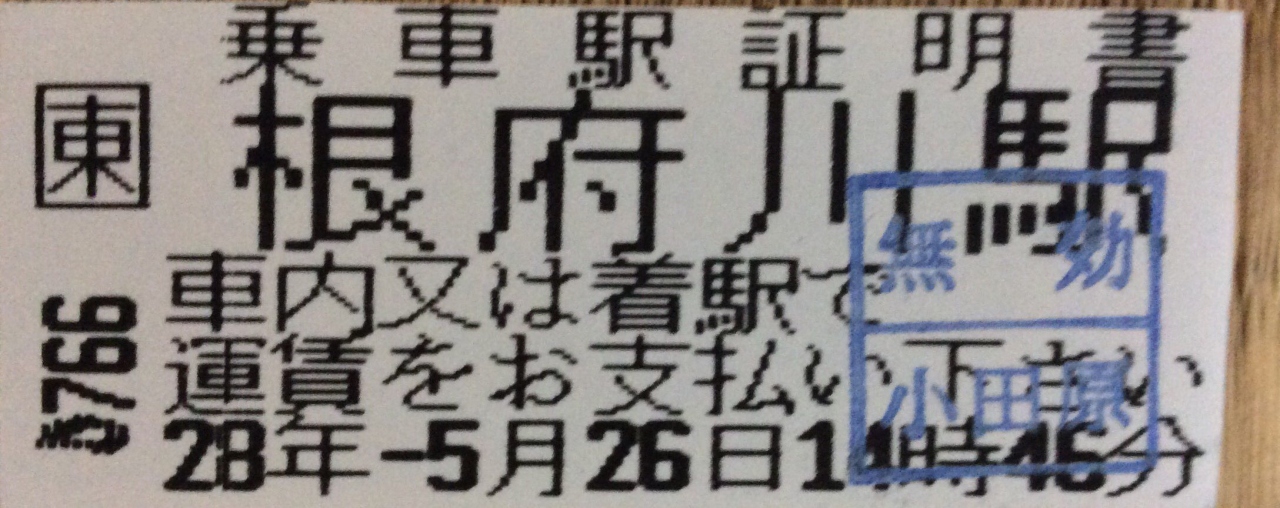 乗車駅証明書
東
根府川駅
車内又は着駅で
運賃をお支払い下さい
28年-5月26日14時46分
766
無効
小田原